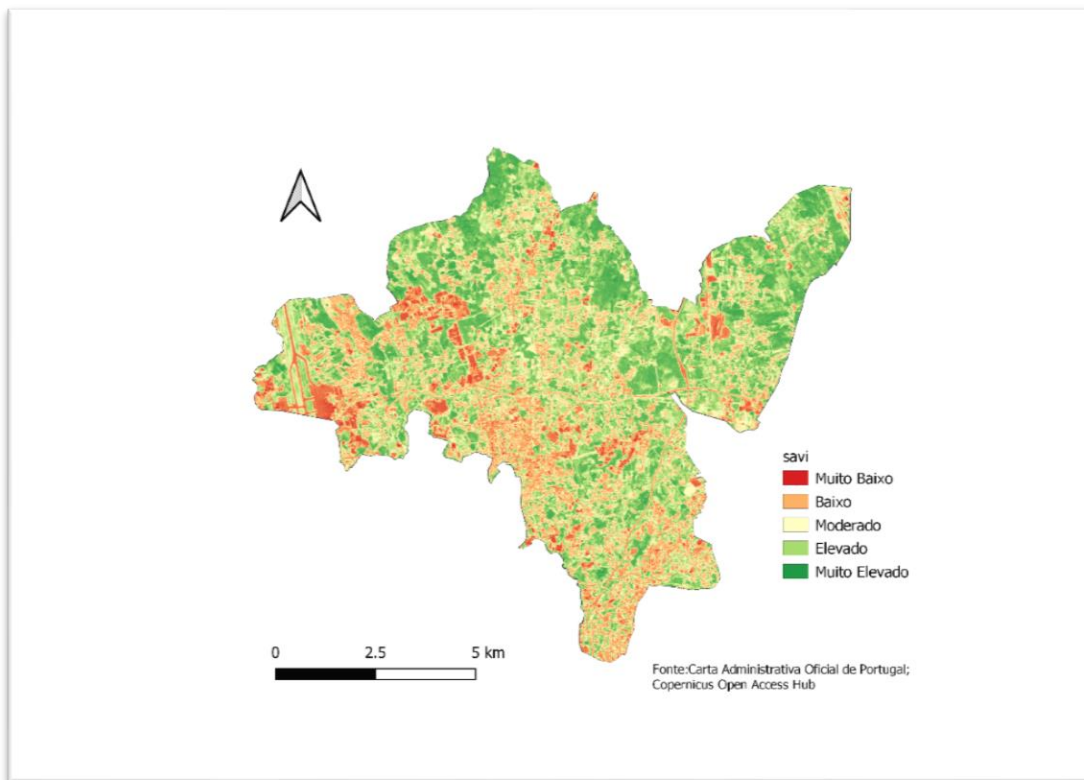 savi
Muito Baixo
Baixo
Moderado
Elevado
Muito Elevado
0 2.5 5 km
Fonte:Carta Administrativa Oficial de Portugal;
Copernicus Open Access Hub